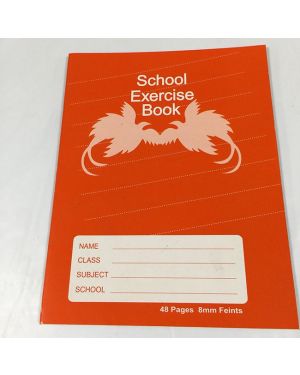 School
Exercise
Book
NAME
CLASS
SUBJECT
SCHOOL
48 Pages 8mm Feints